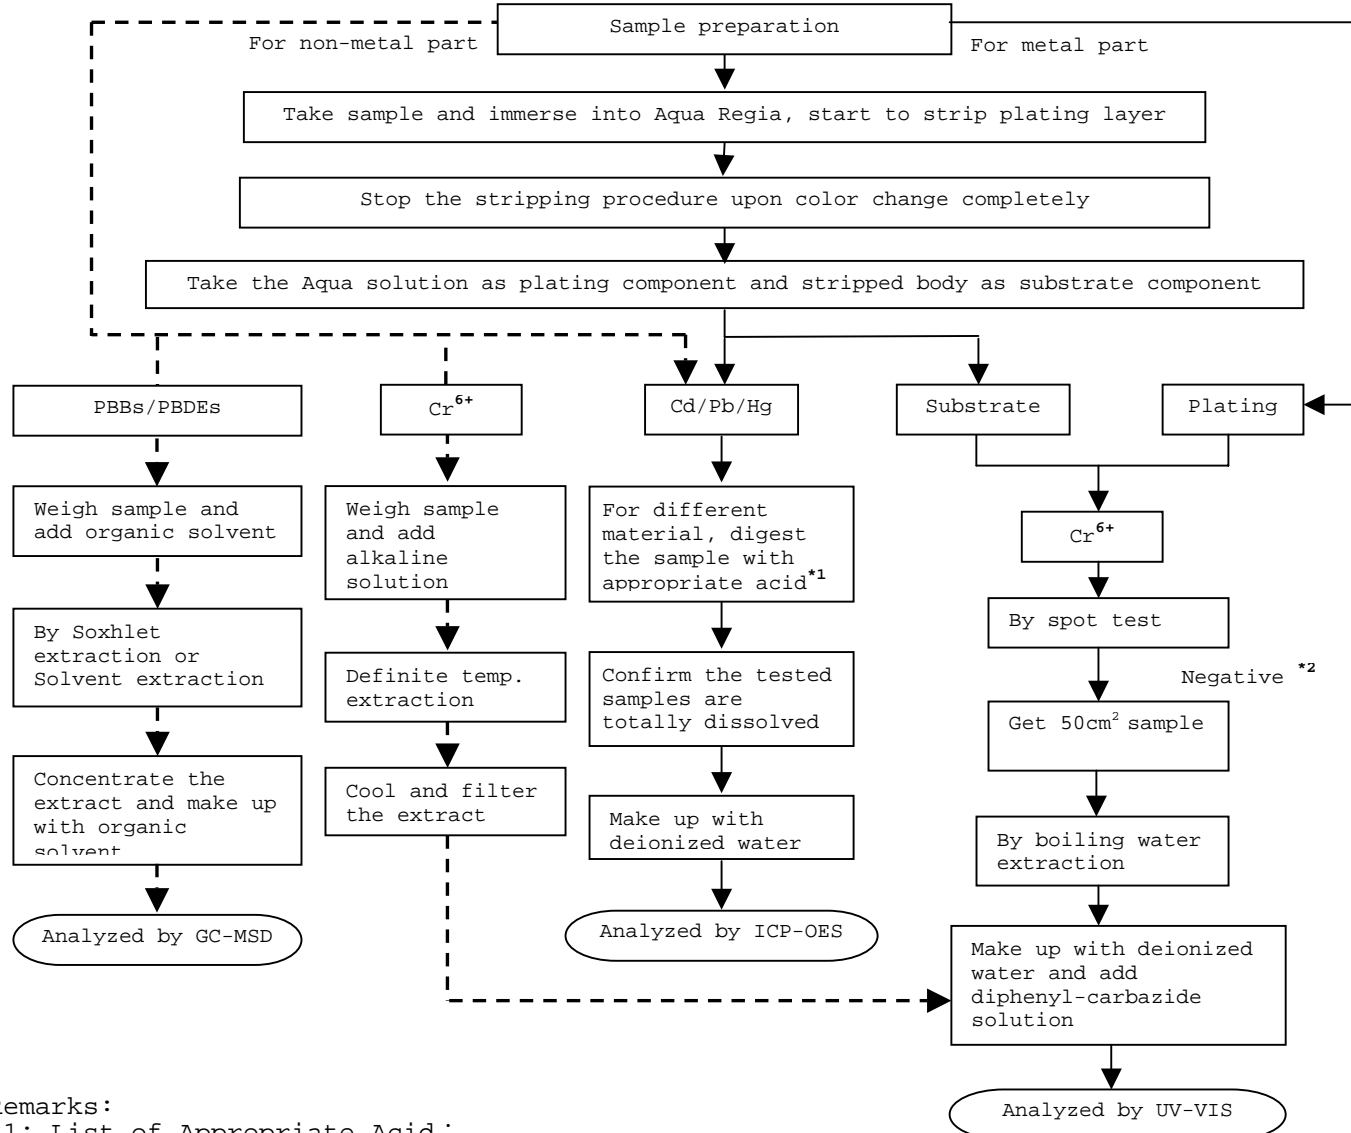 Sample preparation
For non-metal part
For metal part
Take sample and immerse into Aqua Regia, start to strip plating layer
Stop the stripping procedure upon color change completely
Take the Aqua solution as plating component and stripped body as substrate component
PBBs/PBDEs
Cr6+
Cd/Pb/Hg
Substrate
Plating
Weigh sample and
add organic solvent
Weigh sample
and add
alkaline
solution
For different
material, digest
the sample with
appropriate acid*1
Cr6+
By spot test
Negative *2
By Soxhlet
extraction or
Solvent extraction
Definite temp.
extraction
Confirm the tested
samples are
totally dissolved
Get 50cm2 sample
Concentrate the
extract and make up
with organic
solvent
Cool and filter
the extract
Make up with
deionized water
By boiling water
extraction
Analyzed by GC-MSD
Analyzed by ICP-OES
Make up with deionized
water and add
diphenyl-carbazide
solution
Analyzed by UV-VIS
emarks:
1: List of Appropriate Acid: